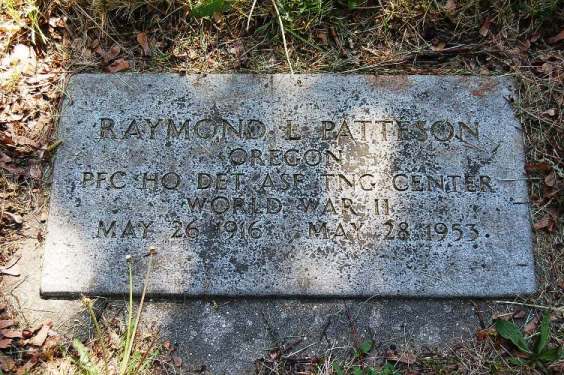 RAYMOND L PATTESON
OREGON
PFC HQ DET ASF TNG CENTER
WORLD WAR II
MAY 26 1916 MAY 28 1953